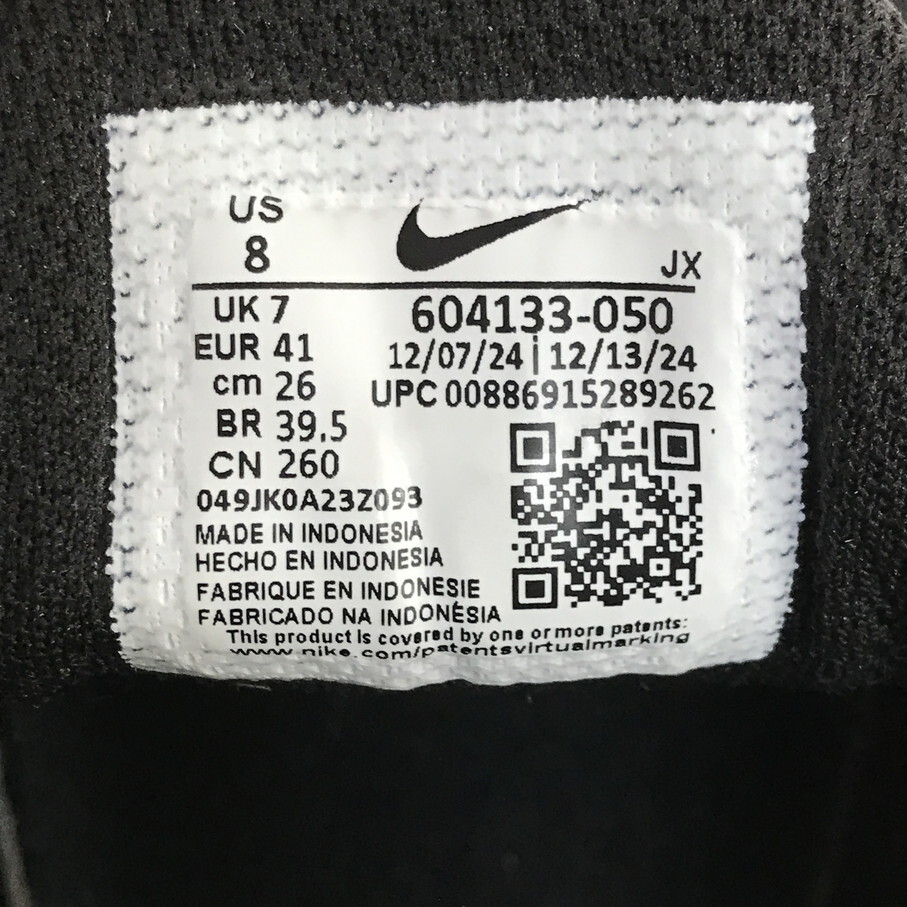 US
8
JX
UK 7
604133-050
EUR 41
12/07/24 | 12/13/24
cm 26
UPC 00886915289262
BR 39.5
CN 260
049JK0A23Z093
MADE IN INDONESIA
HECHO EN INDONESIA
FABRIQUE EN INDONESIE
FABRICADO NA INDONÉSIA
This product is covered by one or more patents:
www.nike.com/patentsvirtualmarking